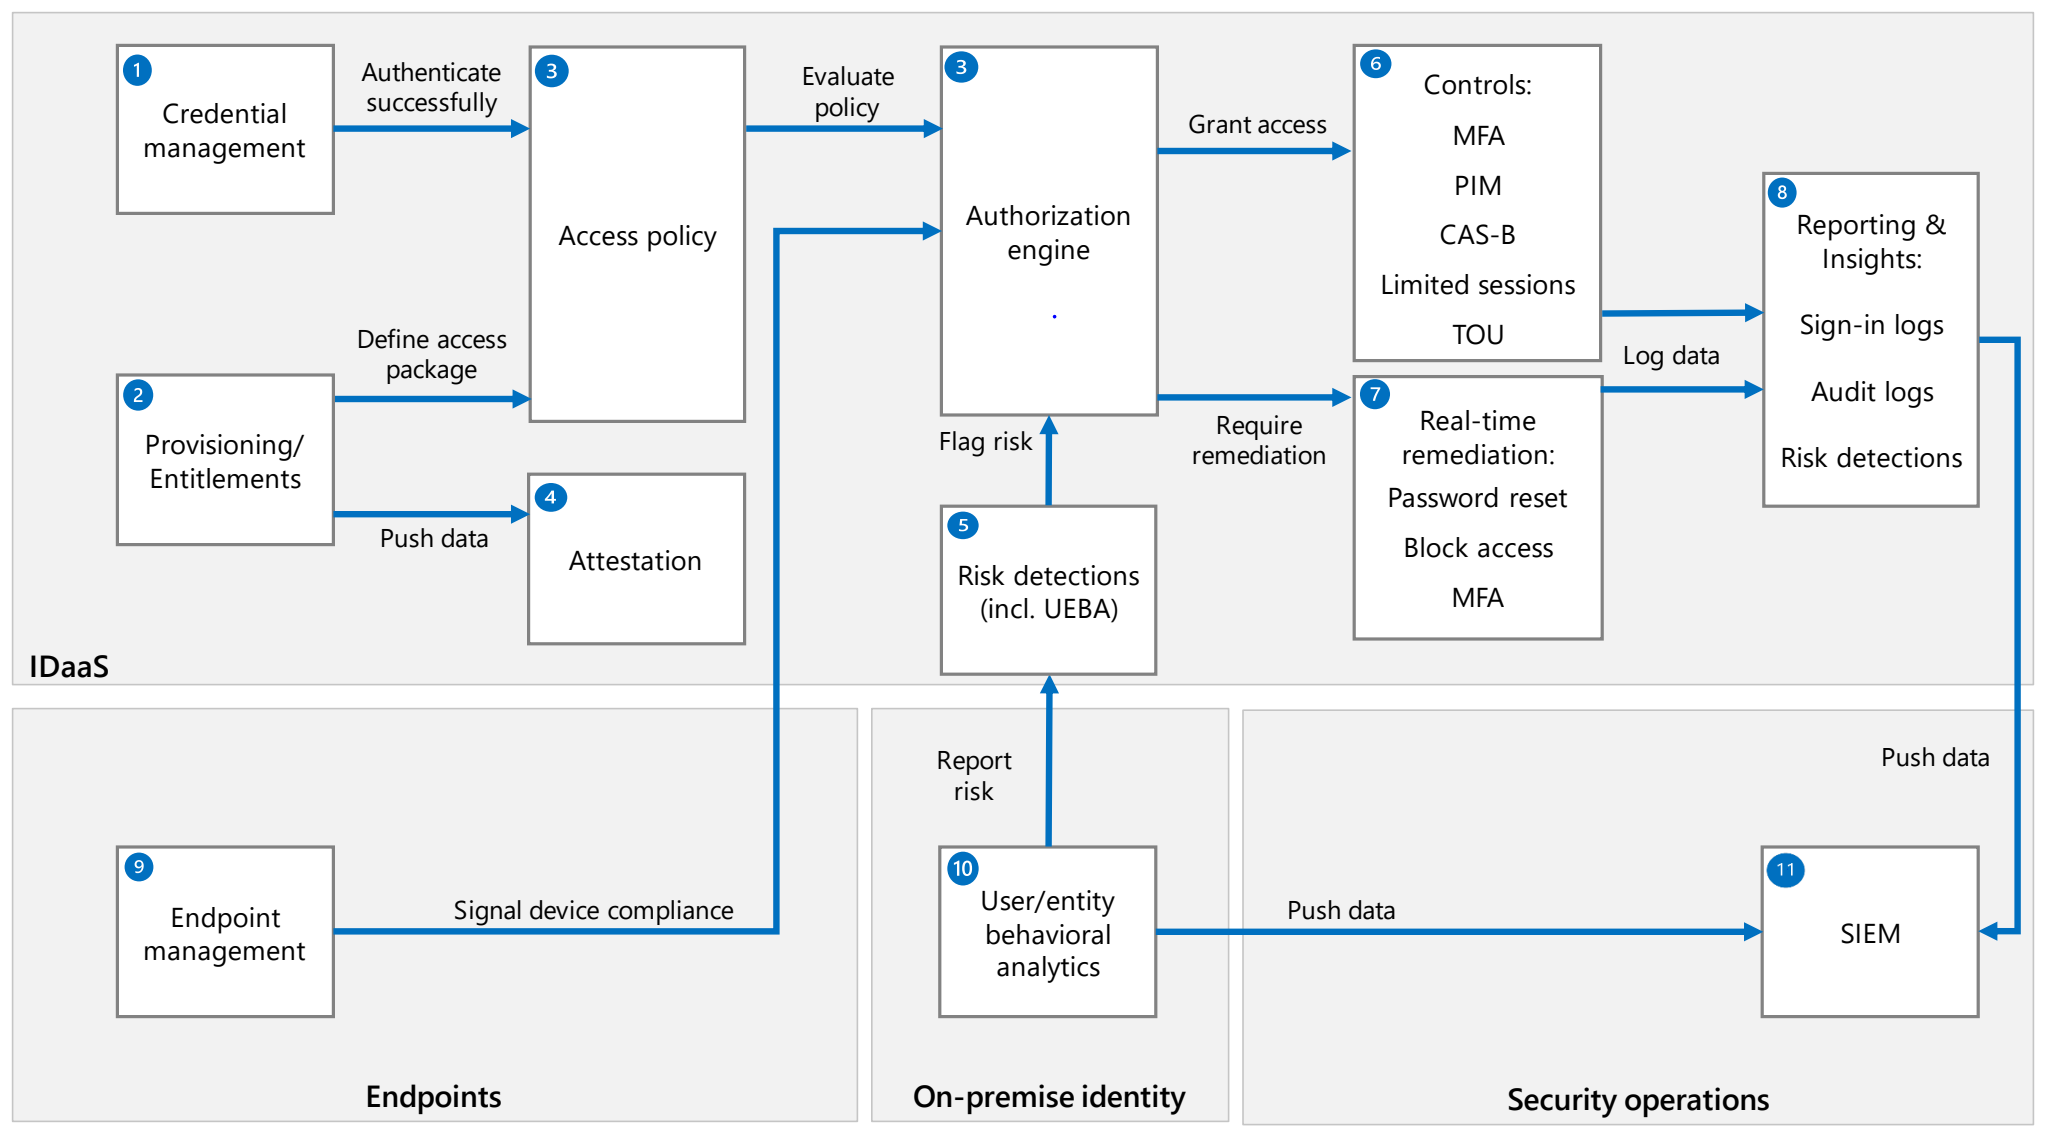 1
Credential
management
Authenticate
successfully
3
Access policy
Evaluate
policy
3
Authorization
engine
Grant access
6
Controls:
MFA
PIM
CAS-B
Limited sessions
TOU
8
Reporting &
Insights:
Sign-in logs
Audit logs
Risk detections
Log data
2
Provisioning/
Entitlements
Define access
package
Push data
4
Attestation
Flag risk
5
Risk detections
(incl. UEBA)
Require
remediation
7
Real-time
remediation:
Password reset
Block access
MFA
IDaaS
9
Endpoint
management
Signal device compliance
Endpoints
Report
risk
10
User/entity
behavioral
analytics
On-premise identity
Push data
Push data
11
SIEM
Security operations